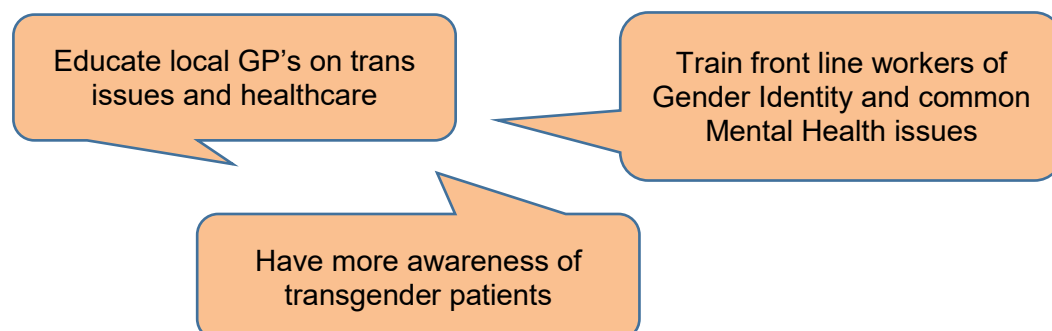 Educate local GP’s on trans
issues and healthcare
Train front line workers of
Gender Identity and common
Mental Health issues
Have more awareness of
transgender patients